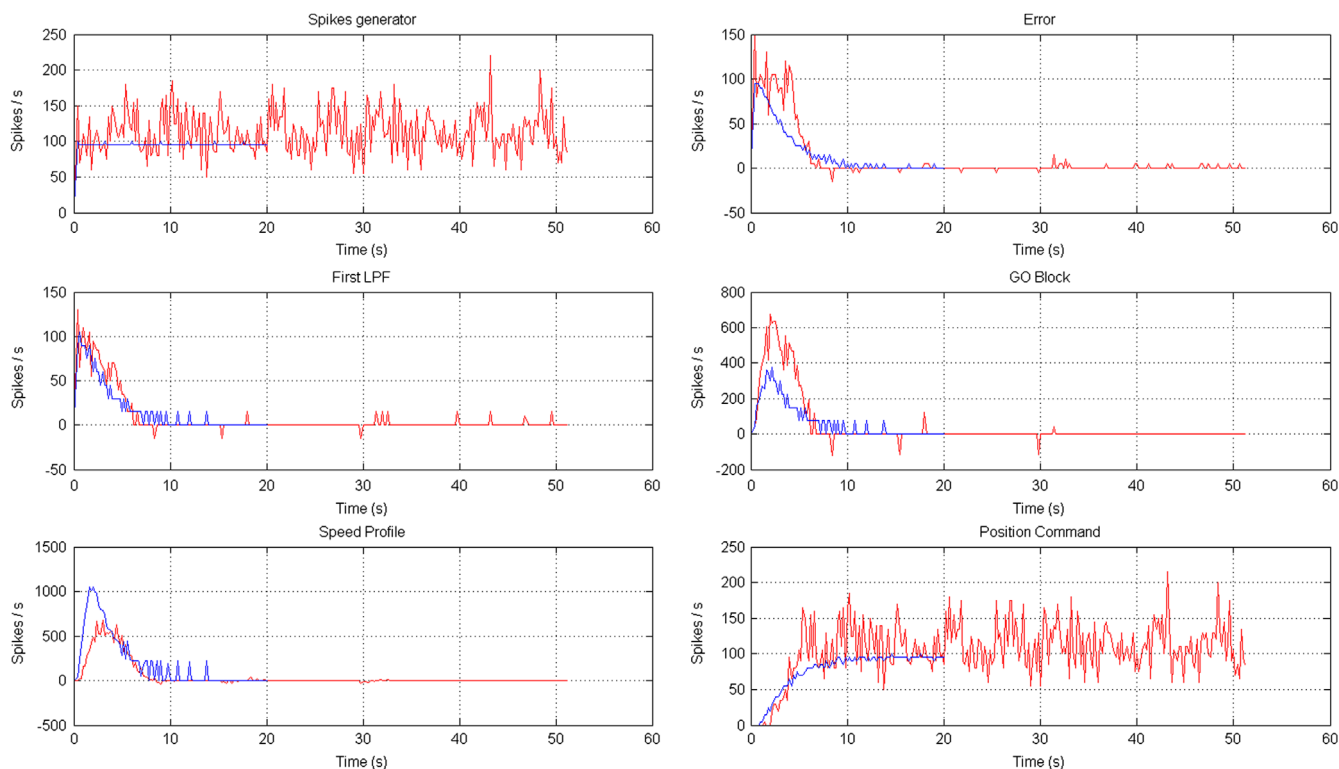 Spikes generator
Spikes / s
250
200
150
100
50
0
0 10 20 30 40 50 60
Time (s)
Error
Spikes / s
150
100
50
0
-50
0 10 20 30 40 50 60
Time (s)
First LPF
Spikes / s
150
100
50
0
-50
0 10 20 30 40 50 60
Time (s)
GO Block
Spikes / s
800
600
400
200
0
-200
0 10 20 30 40 50 60
Time (s)
Speed Profile
Spikes / s
1500
1000
500
0
-500
0 10 20 30 40 50 60
Time (s)
Position Command
Spikes / s
250
200
150
100
50
0
0 10 20 30 40 50 60
Time (s)